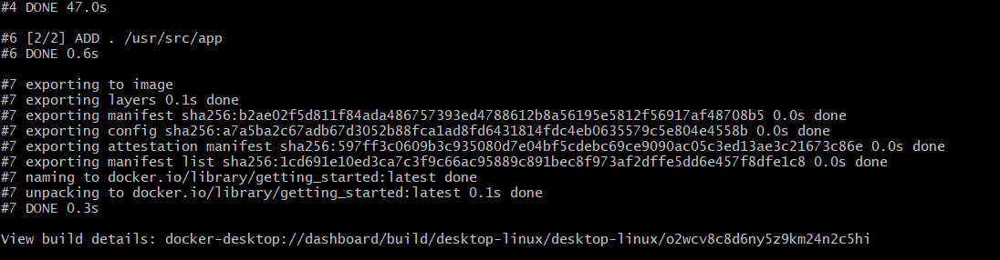 #4 DONE 47.0s
#6 [2/2] ADD . /usr/src/app
#6 DONE 0.6s
#7 exporting to image
#7 exporting layers 0.1s done
#7 exporting manifest sha256:b2ae02f5d811f84ada486757393ed4788612b8a56195e5812f56917af48708b5 0.0s done
#7 exporting config sha256:a7a5ba2c67adb67d3052b88fca1ad8fd6431814fdc4eb0635579c5e804e4558b 0.0s done
#7 exporting attestation manifest sha256:597ff3c0609b3c935080d7e04bf5cdebc69ce9090ac05c3ed13ae3c21673c86e 0.0s done
#7 exporting manifest list sha256:1cd691e10ed3ca7c3f9c66ac95889c891bec8f973af2dffe5dd6e457f8dfe1c8 0.0s done
#7 naming to docker.io/library/getting_started:latest done
#7 unpacking to docker.io/library/getting_started:latest 0.1s done
#7 DONE 0.3s
View build details: docker-desktop://dashboard/build/desktop-linux/desktop-linux/o2wcv8c8d6ny5z9km24n2c5hi